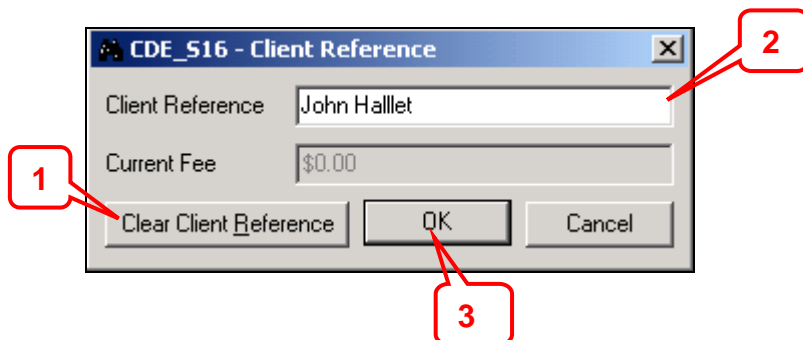 CDE_S16 - Client Reference
2
Client Reference John Halllet
1
Current Fee $0.00
Clear Client Reference OK Cancel
3